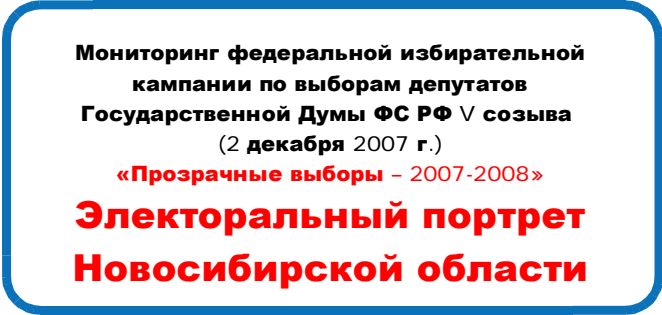 Мониторинг федеральной избирательной
кампании по выборам депутатов
Государственной Думы ФС РФ V созыва
(2 декабря 2007 г.)
«Прозрачные выборы – 2007-2008»
Электоральный портрет
Новосибирской области